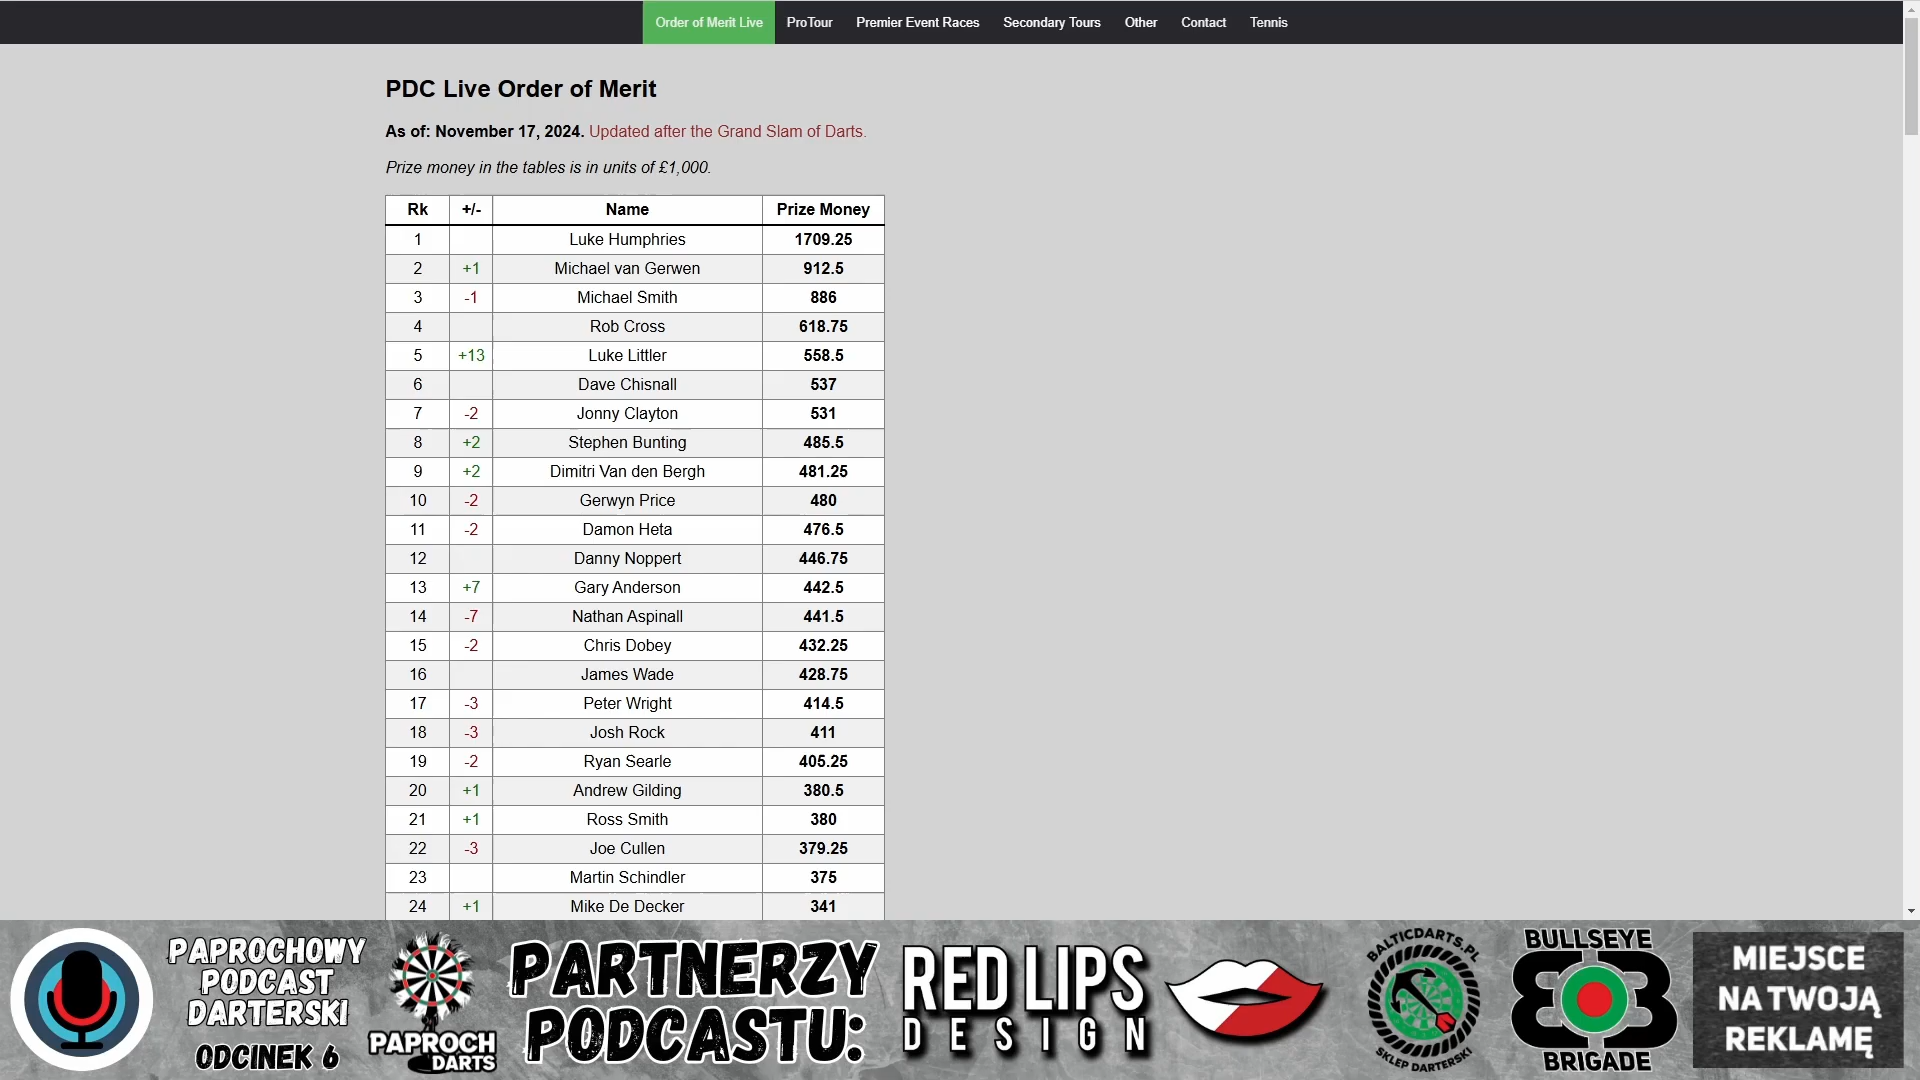 Order of Merit Live ProTour Premier Event Races Secondary Tours Other Contact Tennis
PDC Live Order of Merit
As of: November 17, 2024. Updated after the Grand Slam of Darts.
Prize money in the tables is in units of £1,000.
Rk +/- Name Prize Money
1 Luke Humphries 1709.25
2 +1 Michael van Gerwen 912.5
3 -1 Michael Smith 886
4 Rob Cross 618.75
5 +13 Luke Littler 558.5
6 Dave Chisnall 537
7 -2 Jonny Clayton 531
8 +2 Stephen Bunting 485.5
9 +2 Dimitri Van den Bergh 481.25
10 -2 Gerwyn Price 480
11 -2 Damon Heta 476.5
12 Danny Noppert 446.75
13 +7 Gary Anderson 442.5
14 -7 Nathan Aspinall 441.5
15 -2 Chris Dobey 432.25
16 James Wade 428.75
17 -3 Peter Wright 414.5
18 -3 Josh Rock 411
19 -2 Ryan Searle 405.25
20 +1 Andrew Gilding 380.5
21 +1 Ross Smith 380
22 -3 Joe Cullen 379.25
23 Martin Schindler 375
24 +1 Mike De Decker 341
PAPROCHOWY
PODCAST
DARTERSKI
ODCINEK 6
PAPROCH
DARTS
PARTNERZY
PODCASTU:
RED LIPS
DESIGN
BALTICDARTS.PL
SKLEP DARTERSKI
BULLSEYE
BRIGADE
MIEJSCE
NA TWOJĄ
REKLAMĘ